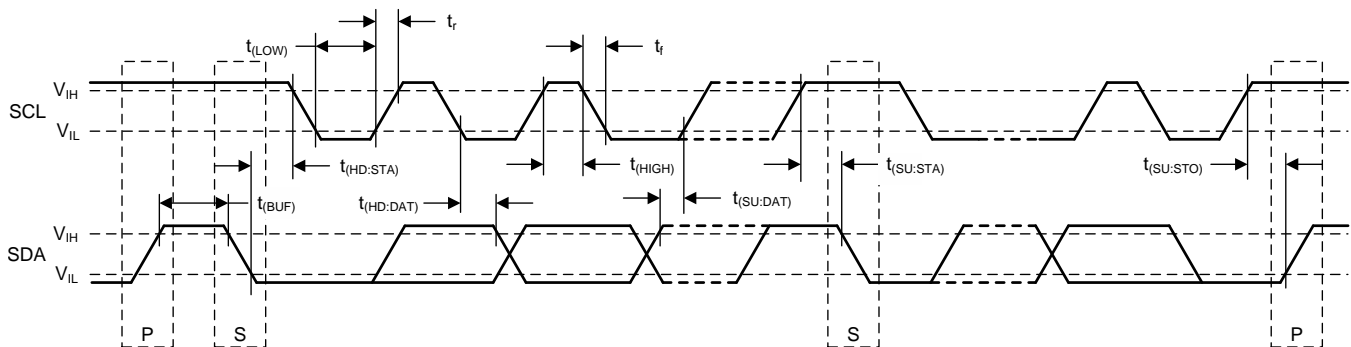 t(LOW)
tr
tf
SCL
VIH
VIL
t(HD:STA)
t(HIGH)
t(SU:STA)
t(SU:STO)
t(BUF)
t(HD:DAT)
t(SU:DAT)
SDA
VIH
VIL
P
S
S
P